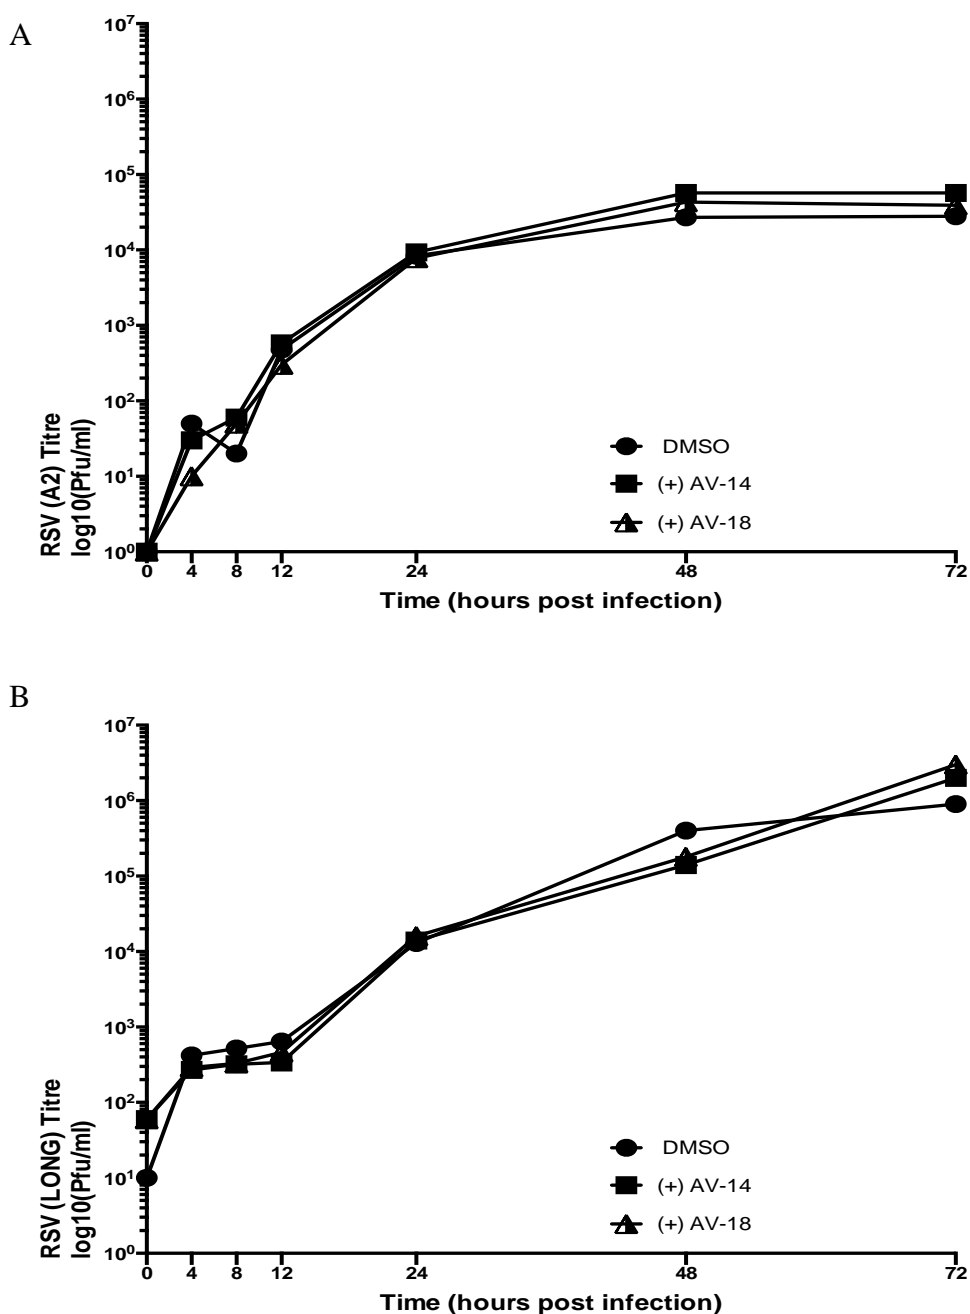 A
10⁷
10⁶
10⁵
10⁴
10³
10²
10¹
10⁰
RSV (A2) Titre
log10(Pfu/ml)
DMSO
(+) AV-14
(+) AV-18
0 4 8 12 24 48 72
Time (hours post infection)
B
10⁷
10⁶
10⁵
10⁴
10³
10²
10¹
10⁰
RSV (LONG) Titre
log10(Pfu/ml)
DMSO
(+) AV-14
(+) AV-18
0 4 8 12 24 48 72
Time (hours post infection)